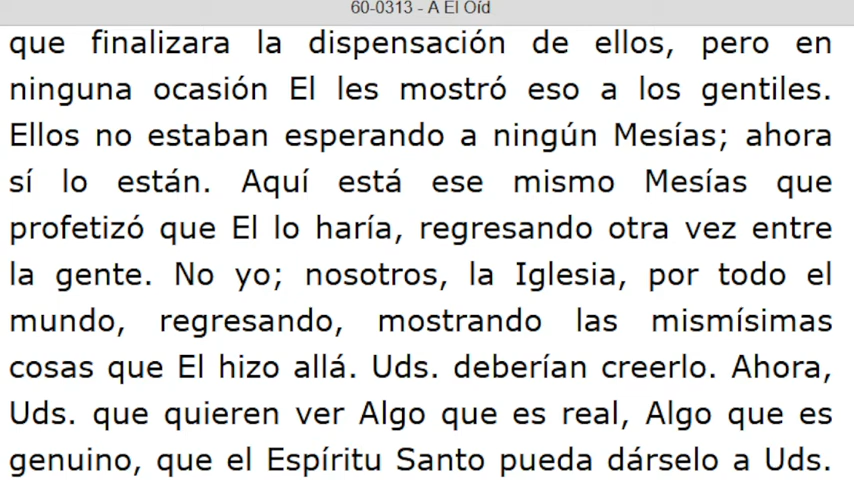 60-0313 - A El Oíd
que finalizara la dispensación de ellos, pero en
ninguna ocasión El les mostró eso a los gentiles.
Ellos no estaban esperando a ningún Mesías; ahora
sí lo están. Aquí está ese mismo Mesías que
profetizó que El lo haría, regresando otra vez entre
la gente. No yo; nosotros, la Iglesia, por todo el
mundo, regresando, mostrando las mismísimas
cosas que El hizo allá. Uds. deberían creerlo. Ahora,
Uds. que quieren ver Algo que es real, Algo que es
genuino, que el Espíritu Santo pueda dárselo a Uds.